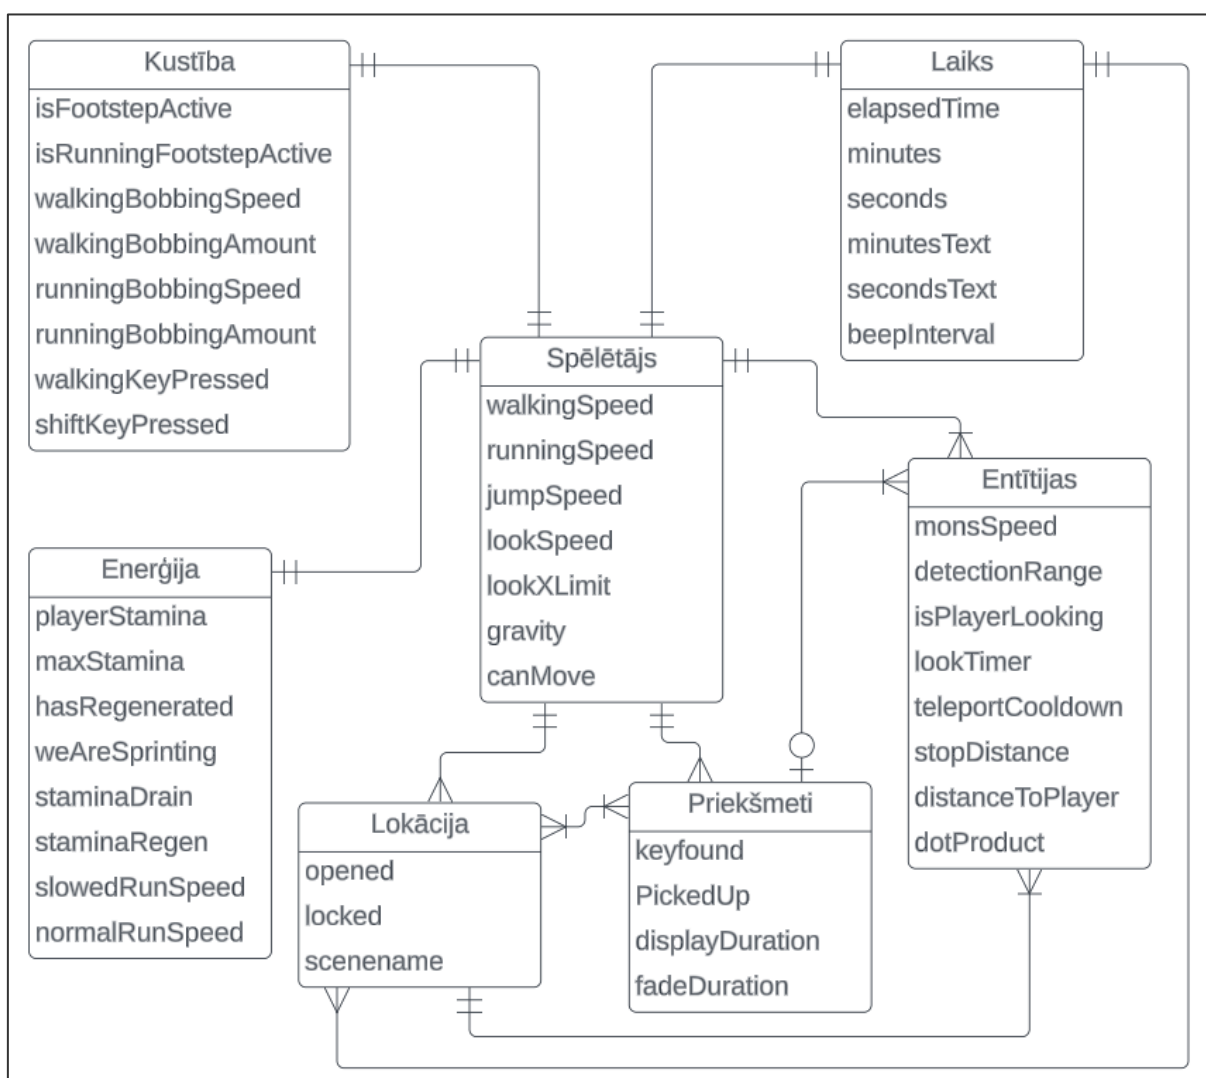 Kustība
isFootstepActive
isRunningFootstepActive
walkingBobbingSpeed
walkingBobbingAmount
runningBobbingSpeed
runningBobbingAmount
walkingKeyPressed
shiftKeyPressed
Laiks
elapsedTime
minutes
seconds
minutesText
secondsText
beepInterval
Spēlētājs
walkingSpeed
runningSpeed
jumpSpeed
lookSpeed
lookXLimit
gravity
canMove
Entītijas
monsSpeed
detectionRange
isPlayerLooking
lookTimer
teleportCooldown
stopDistance
distanceToPlayer
dotProduct
Enerģija
playerStamina
maxStamina
hasRegenerated
weAreSprinting
staminaDrain
staminaRegen
slowedRunSpeed
normalRunSpeed
Lokācija
opened
locked
scenename
Priekšmeti
keyfound
PickedUp
displayDuration
fadeDuration